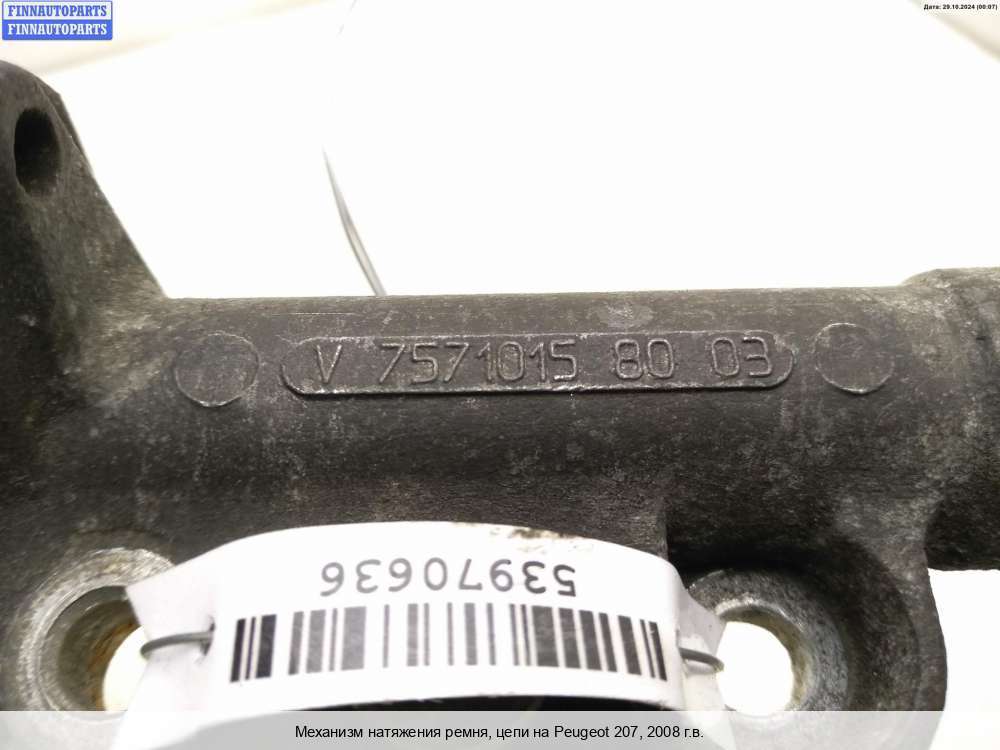 FINNAUTOPARTS
FINNAUTOPARTS
Дата: 29.10.2024 (00:07)
V 7571015 80 03
53970636
Механизм натяжения ремня, цепи на Peugeot 207, 2008 г.в.